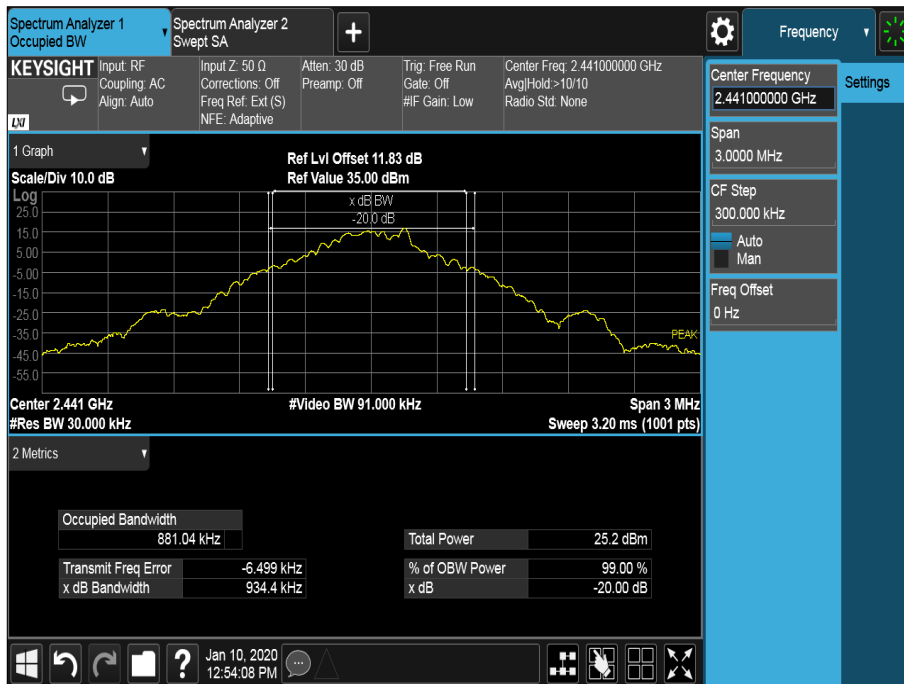 Spectrum Analyzer 1
Occupied BW
Spectrum Analyzer 2
Swept SA
Frequency
KEYSIGHT
LXI
Input: RF
Coupling: AC
Align: Auto
Input Z: 50 Ω
Corrections: Off
Freq Ref: Ext (S)
NFE: Adaptive
Atten: 30 dB
Preamp: Off
Trig: Free Run
Gate: Off
#IF Gain: Low
Center Freq: 2.441000000 GHz
Avg|Hold:>10/10
Radio Std: None
Center Frequency
2.441000000 GHz
Settings
Span
3.0000 MHz
CF Step
300.000 kHz
Auto
Man
Freq Offset
0 Hz
1 Graph
Scale/Div 10.0 dB
Ref Lvl Offset 11.83 dB
Ref Value 35.00 dBm
Log
x dB BW
-20.0 dB
25.0
15.0
5.00
-5.00
-15.0
-25.0
-35.0
-45.0
-55.0
PEAK
Center 2.441 GHz
#Video BW 91.000 kHz
Span 3 MHz
#Res BW 30.000 kHz
Sweep 3.20 ms (1001 pts)
2 Metrics
Occupied Bandwidth
881.04 kHz
Total Power 25.2 dBm
Transmit Freq Error -6.499 kHz
% of OBW Power 99.00 %
x dB Bandwidth 934.4 kHz
x dB -20.00 dB
?
Jan 10, 2020
12:54:08 PM